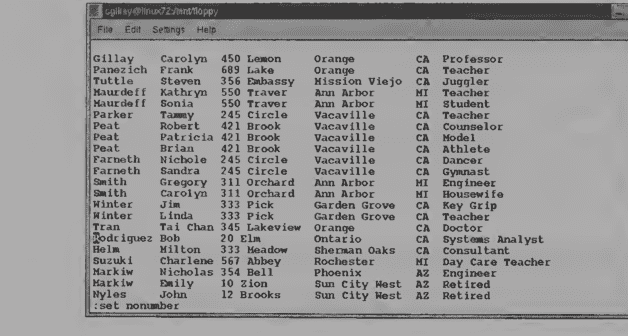 cgillay@linux72:/mnt/floppy
File Edit Settings Help
Gillay Carolyn 450 Lemon Orange CA Professor
Panezich Frank 689 Lake Orange CA Teacher
Tuttle Steven 356 Embassy Mission Viejo CA Juggler
Maurdeff Kathryn 550 Traver Ann Arbor MI Teacher
Maurdeff Sonia 550 Traver Ann Arbor MI Student
Parker Tammy 245 Circle Vacaville CA Teacher
Peat Robert 421 Brook Vacaville CA Counselor
Peat Patricia 421 Brook Vacaville CA Model
Peat Brian 421 Brook Vacaville CA Athlete
Farneth Nichole 245 Circle Vacaville CA Dancer
Farneth Sandra 245 Circle Vacaville CA Gymnast
Smith Gregory 311 Orchard Ann Arbor MI Engineer
Smith Carolyn 311 Orchard Ann Arbor MI Housewife
Winter Jim 333 Pick Garden Grove CA Key Grip
Winter Linda 333 Pick Garden Grove CA Teacher
Tran Tai Chan 345 Lakeview Orange CA Doctor
Rodriguez Bob 20 Elm Ontario CA Systems Analyst
Helm Milton 333 Meadow Sherman Oaks CA Consultant
Suzuki Charlene 567 Abbey Rochester MI Day Care Teacher
Markiw Nicholas 354 Bell Phoenix AZ Engineer
Markiw Emily 10 Zion Sun City West AZ Retired
Nyles John 12 Brooks Sun City West AZ Retired
:set nonumber